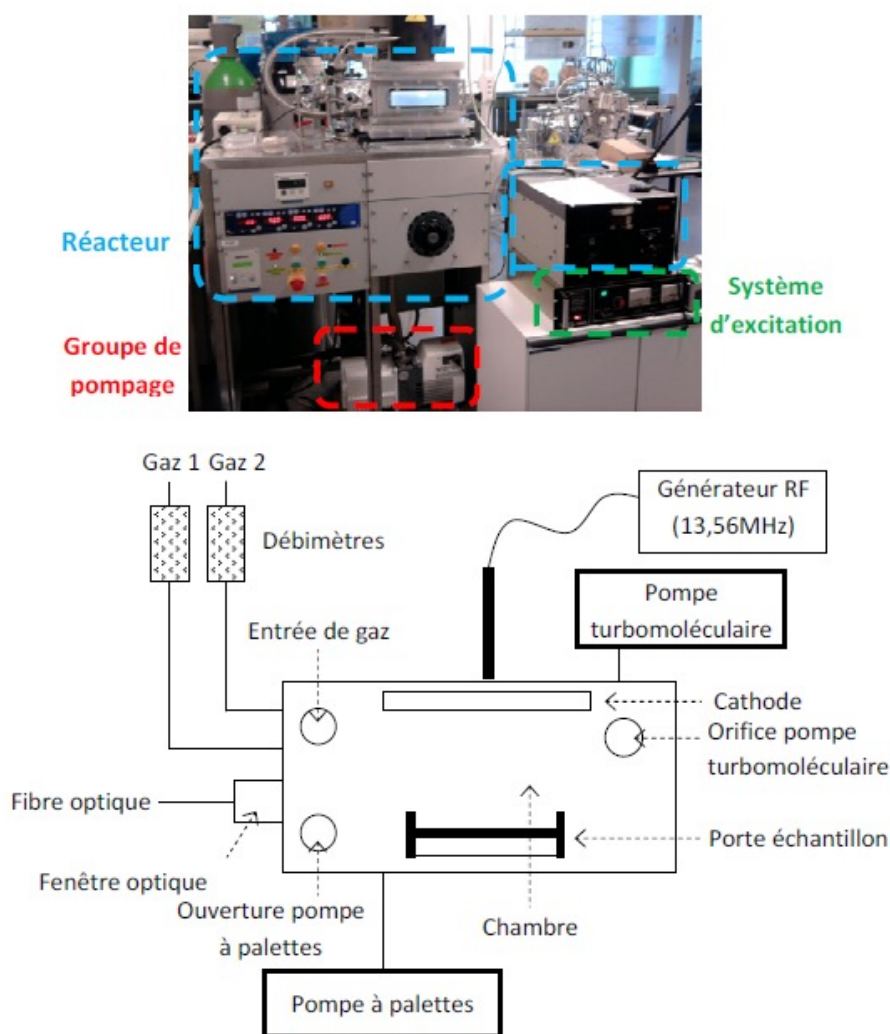 Réacteur
Système
d'excitation
Groupe de
pompage
Gaz 1 Gaz 2
Générateur RF
(13,56MHz)
Débimètres
Pompe
turbomoléculaire
Entrée de gaz
Cathode
Orifice pompe
turbomoléculaire
Fibre optique
Porte échantillon
Fenêtre optique
Ouverture pompe
à palettes
Chambre
Pompe à palettes